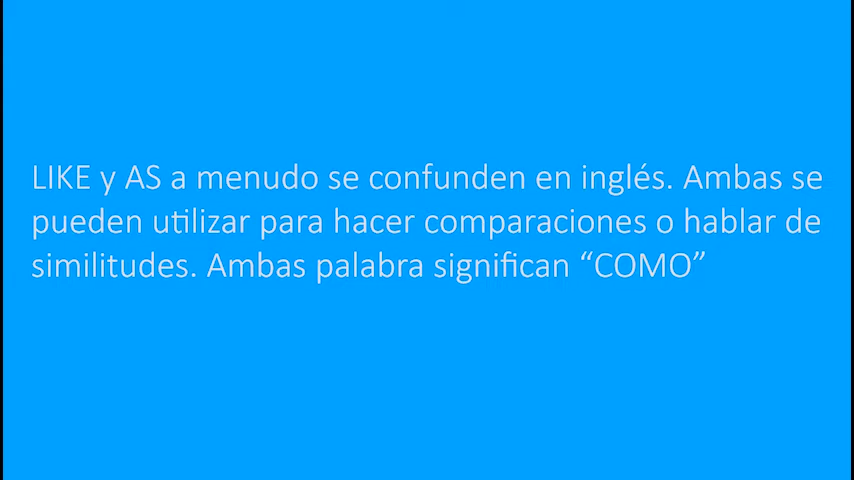 LIKE y AS a menudo se confunden en inglés. Ambas se
pueden utilizar para hacer comparaciones o hablar de
similitudes. Ambas palabra significan “COMO”